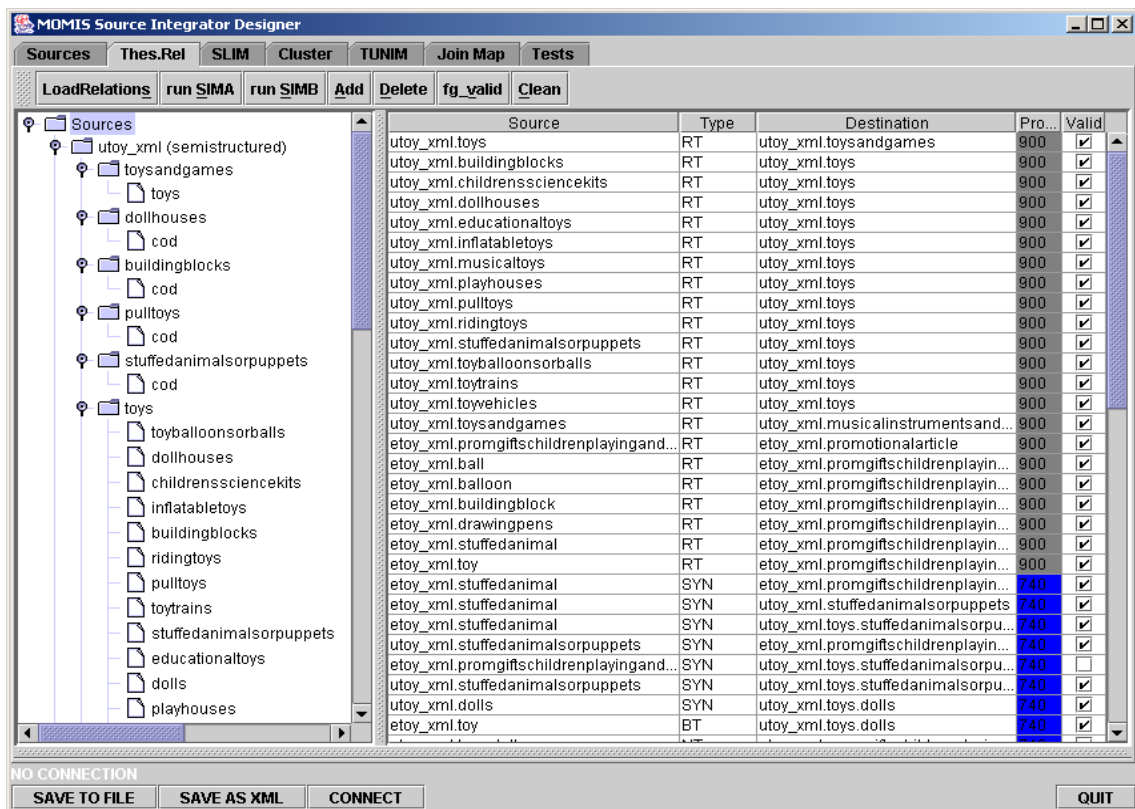 MOMIS Source Integrator Designer
Sources Thes.Rel SLIM Cluster TUNIM Join Map Tests
LoadRelations run SIMA run SIMB Add Delete fg_valid Clean
Sources
utoy_xml (semistructured)
toysandgames
toys
dollhouses
cod
buildingblocks
cod
pulltoys
cod
stuffedanimalsorpuppets
cod
toys
toyballoonsorballs
dollhouses
childrenssciencekits
inflatabletoys
buildingblocks
ridingtoys
pulltoys
toytrains
stuffedanimalsorpuppets
educationaltoys
dolls
playhouses
Source Type Destination Pro... Valid
utoy_xml.toys RT utoy_xml.toysandgames 900
utoy_xml.buildingblocks RT utoy_xml.toys 900
utoy_xml.childrenssciencekits RT utoy_xml.toys 900
utoy_xml.dollhouses RT utoy_xml.toys 900
utoy_xml.educationaltoys RT utoy_xml.toys 900
utoy_xml.inflatabletoys RT utoy_xml.toys 900
utoy_xml.musicaltoys RT utoy_xml.toys 900
utoy_xml.playhouses RT utoy_xml.toys 900
utoy_xml.pulltoys RT utoy_xml.toys 900
utoy_xml.ridingtoys RT utoy_xml.toys 900
utoy_xml.stuffedanimalsorpuppets RT utoy_xml.toys 900
utoy_xml.toyballoonsorballs RT utoy_xml.toys 900
utoy_xml.toytrains RT utoy_xml.toys 900
utoy_xml.toyvehicles RT utoy_xml.toys 900
utoy_xml.toysandgames RT utoy_xml.musicalinstrumentsand... 900
etoy_xml.promgiftschildrenplayingand... RT etoy_xml.promotionalarticle 900
etoy_xml.ball RT etoy_xml.promgiftschildrenplayin... 900
etoy_xml.balloon RT etoy_xml.promgiftschildrenplayin... 900
etoy_xml.buildingblock RT etoy_xml.promgiftschildrenplayin... 900
etoy_xml.drawingpens RT etoy_xml.promgiftschildrenplayin... 900
etoy_xml.stuffedanimal RT etoy_xml.promgiftschildrenplayin... 900
etoy_xml.toy RT etoy_xml.promgiftschildrenplayin... 900
etoy_xml.stuffedanimal SYN etoy_xml.promgiftschildrenplayin... 740
etoy_xml.stuffedanimal SYN utoy_xml.stuffedanimalsorpuppets 740
etoy_xml.stuffedanimal SYN utoy_xml.toys.stuffedanimalsorpu... 740
utoy_xml.stuffedanimalsorpuppets SYN etoy_xml.promgiftschildrenplayin... 740
etoy_xml.promgiftschildrenplayingand... SYN utoy_xml.toys.stuffedanimalsorpu... 740
utoy_xml.stuffedanimalsorpuppets SYN utoy_xml.toys.stuffedanimalsorpu... 740
utoy_xml.dolls SYN utoy_xml.toys.dolls 740
etoy_xml.toy BT utoy_xml.toys.dolls 740
NO CONNECTION
SAVE TO FILE SAVE AS XML CONNECT QUIT